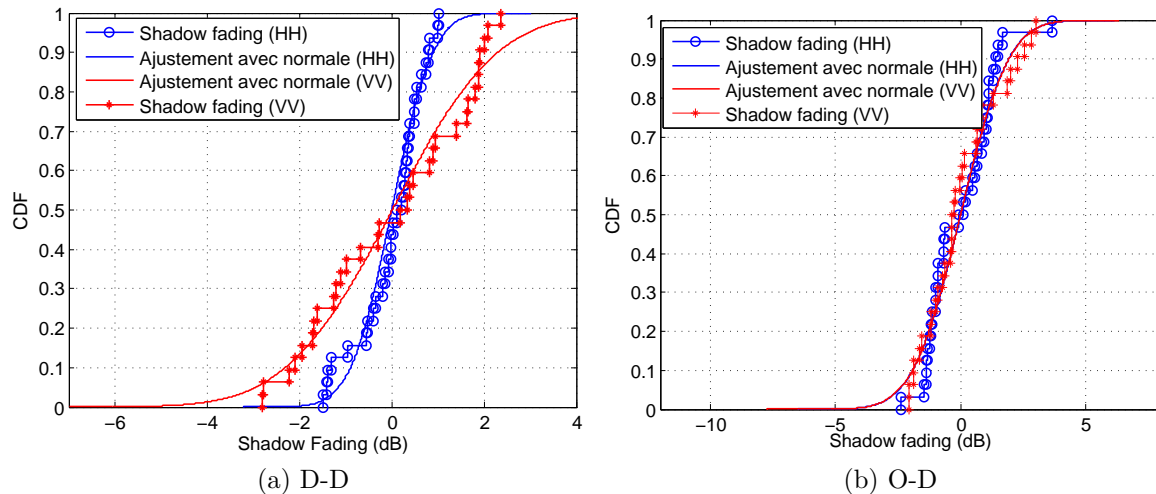 1
0.9
0.8
0.7
0.6
0.5
0.4
0.3
0.2
0.1
0
CDF
Shadow fading (HH)
Ajustement avec normale (HH)
Ajustement avec normale (VV)
Shadow fading (VV)
−6
−4
−2
0
2
4
Shadow Fading (dB)
(a) D-D
1
0.9
0.8
0.7
0.6
0.5
0.4
0.3
0.2
0.1
0
CDF
Shadow fading (HH)
Ajustement avec normale (HH)
Ajustement avec normale (VV)
Shadow fading (VV)
−10
−5
0
5
Shadow fading (dB)
(b) O-D